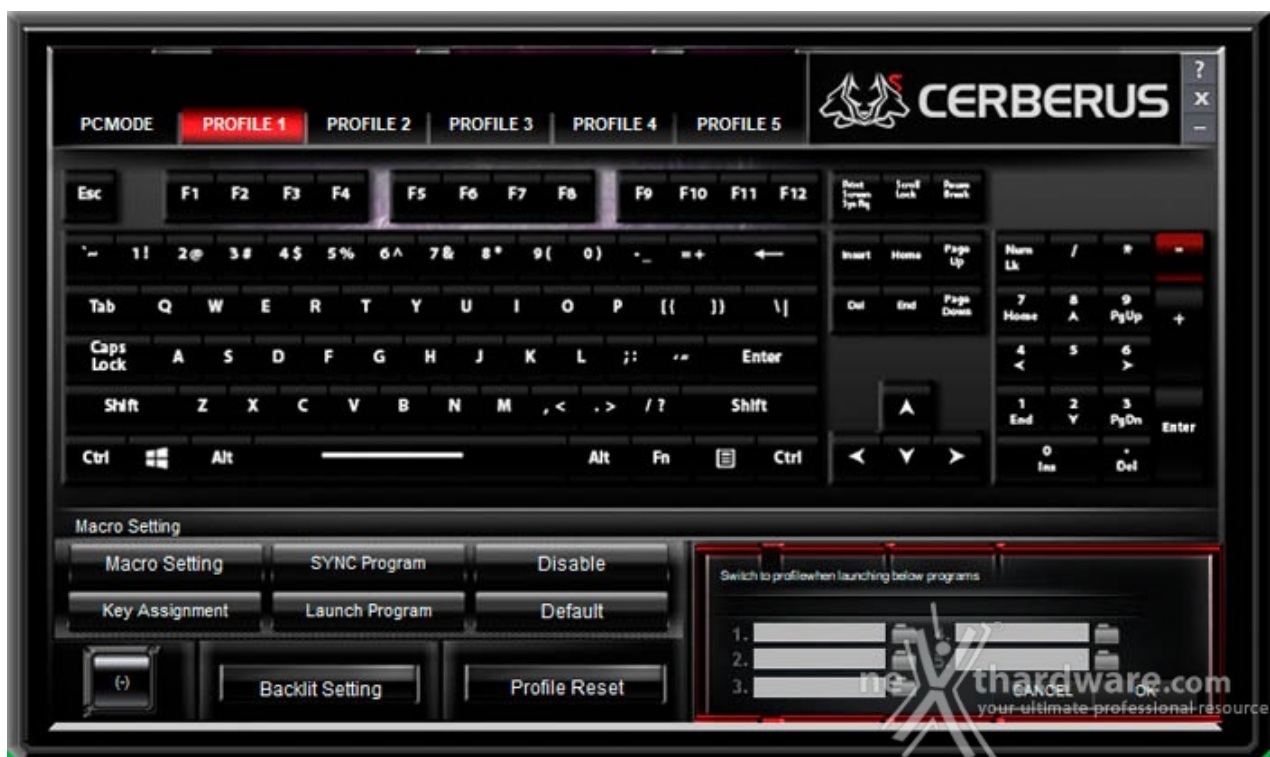 S
CERBERUS
?
x
–
PCMODE PROFILE 1 PROFILE 2 PROFILE 3 PROFILE 4 PROFILE 5
Esc F1 F2 F3 F4 F5 F6 F7 F8 F9 F10 F11 F12 Print Screen Sys Rq Scroll Lock Pause Break
`~ 1! 2@ 3# 4$ 5% 6^ 7& 8* 9( 0) -_ =+ Insert Home Page Up Num Lk / * -
Tab Q W E R T Y U I O P [{ ]} \| Del End Page Down 7 Home 8 9 PgUp +
Caps Lock A S D F G H J K L ;: '" Enter 4 5 6
Shift Z X C V B N M ,< .> /? Shift 1 End 2 3 PgDn Enter
Ctrl Alt Alt Fn Ctrl 0 Ins . Del
Macro Setting
Macro Setting SYNC Program Disable
Key Assignment Launch Program Default
(-) Backlit Setting Profile Reset
Switch to profilewhen launching below programs
1.
2. 5.
3.
CANCEL OK
nexthardware.com
your ultimate professional resource